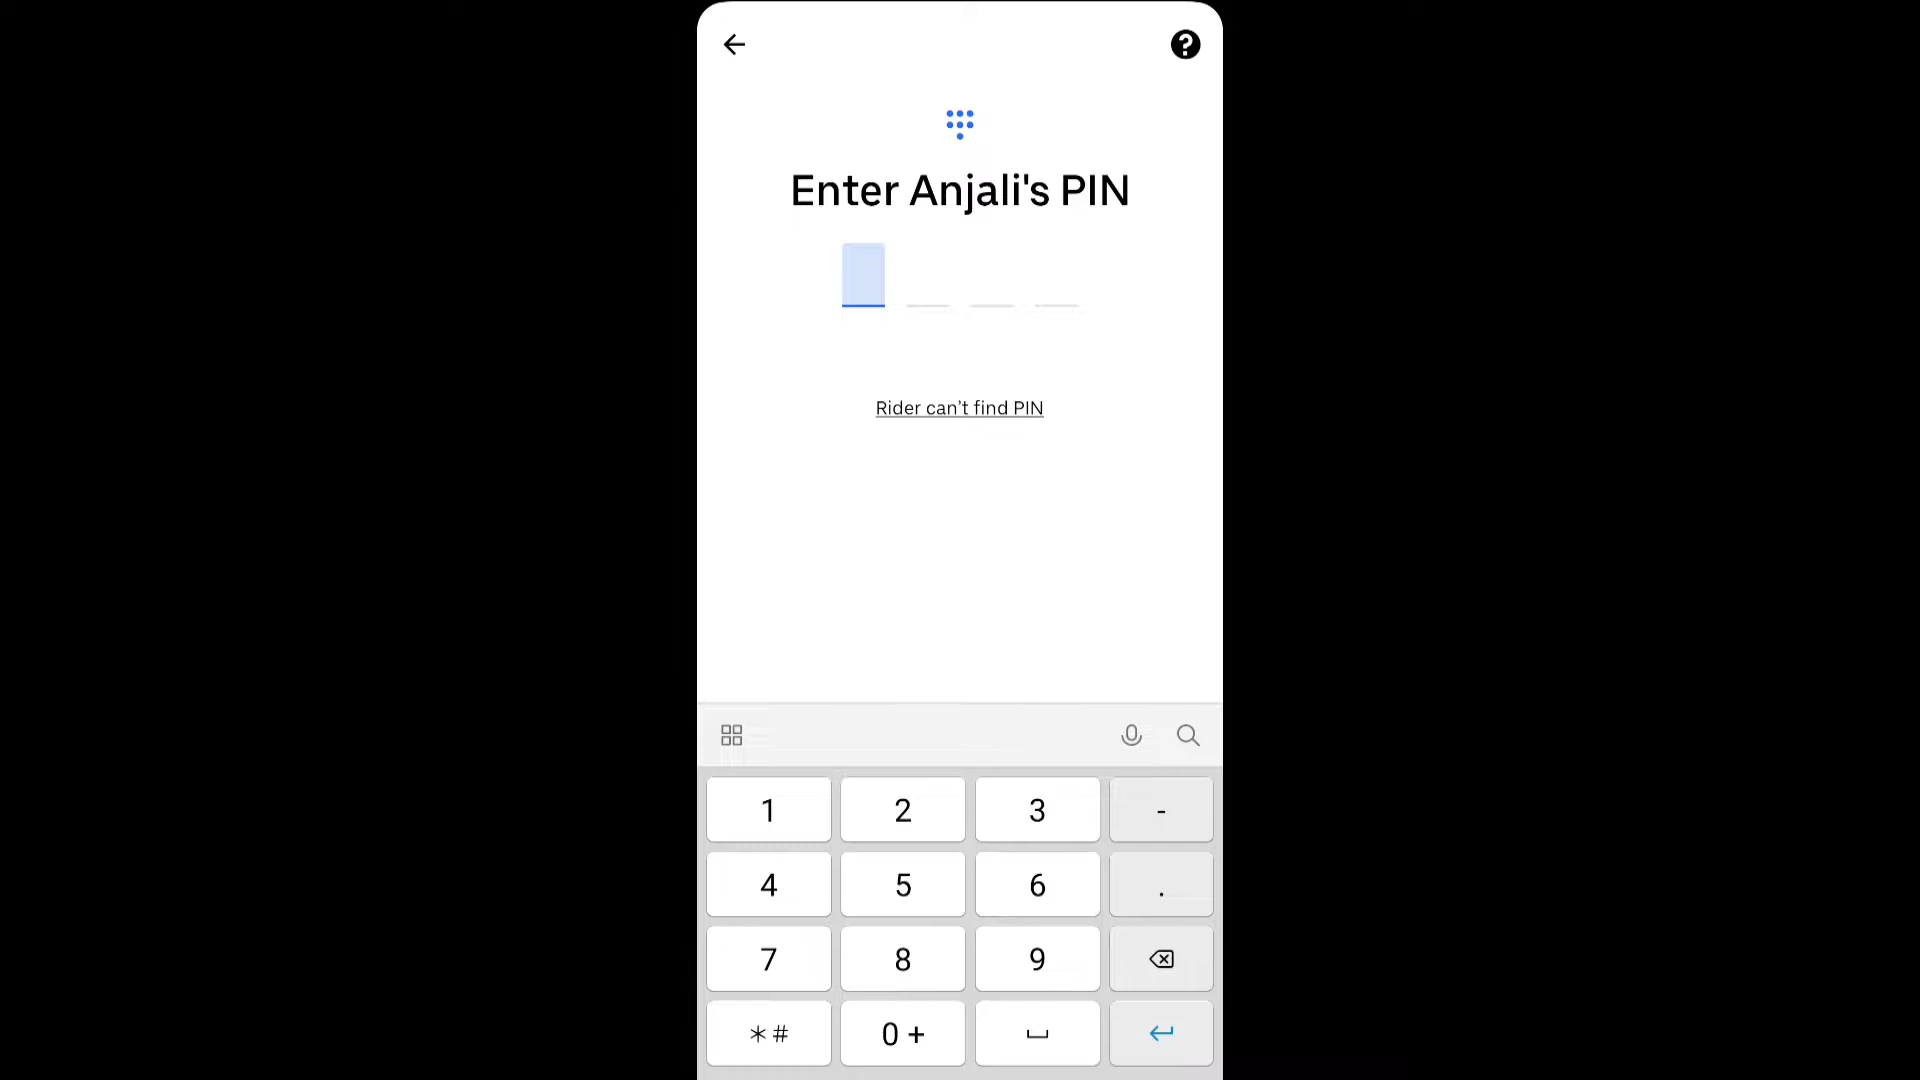 ?
Enter Anjali's PIN
Rider can’t find PIN
1 2 3 -
4 5 6 .
7 8 9
*# 0 +